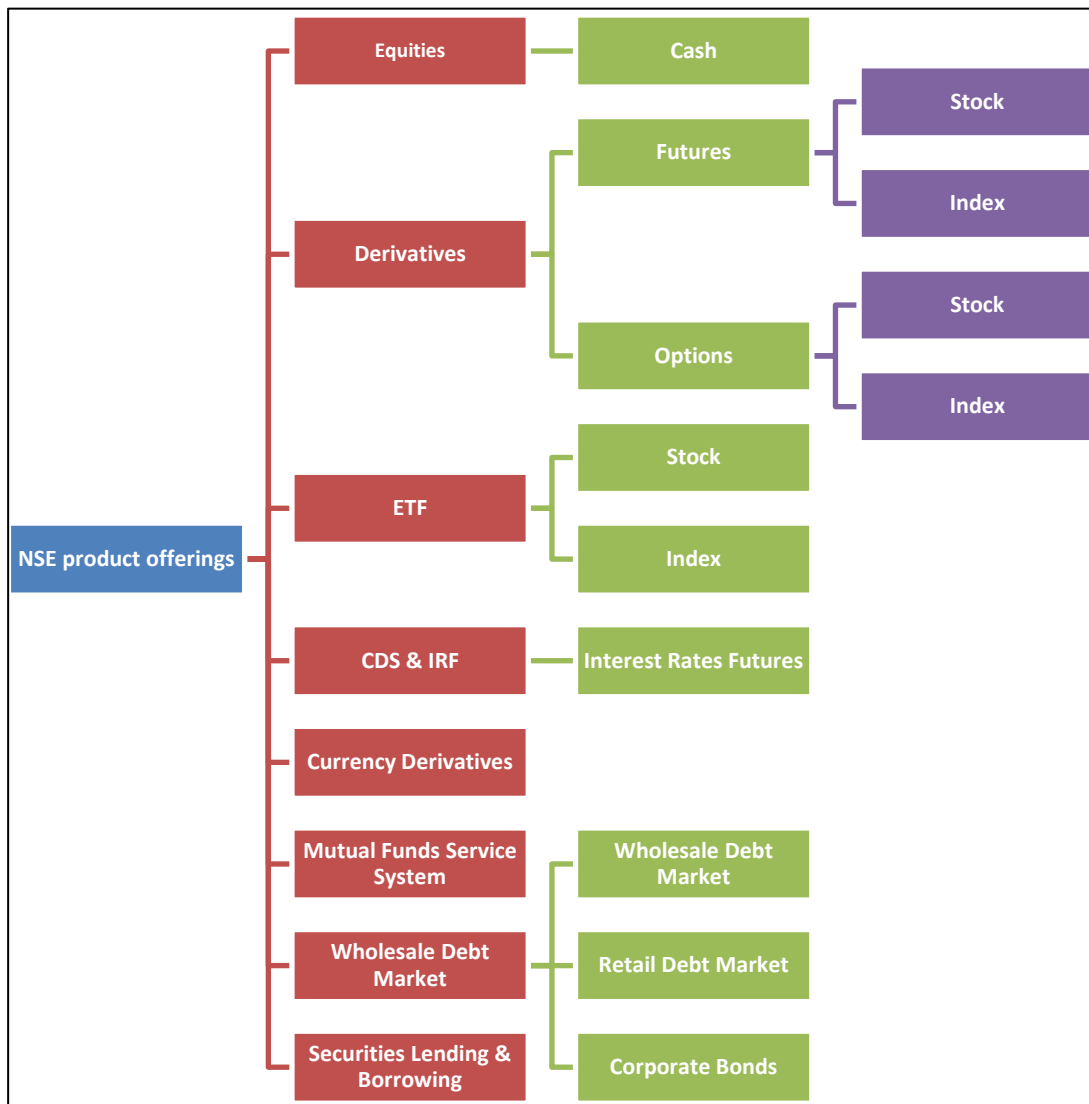 Equities
Cash
Stock
Futures
Index
Derivatives
Stock
Options
Index
Stock
ETF
NSE product offerings
Index
CDS & IRF
Interest Rates Futures
Currency Derivatives
Mutual Funds Service
System
Wholesale Debt
Market
Wholesale Debt
Market
Retail Debt Market
Securities Lending &
Borrowing
Corporate Bonds